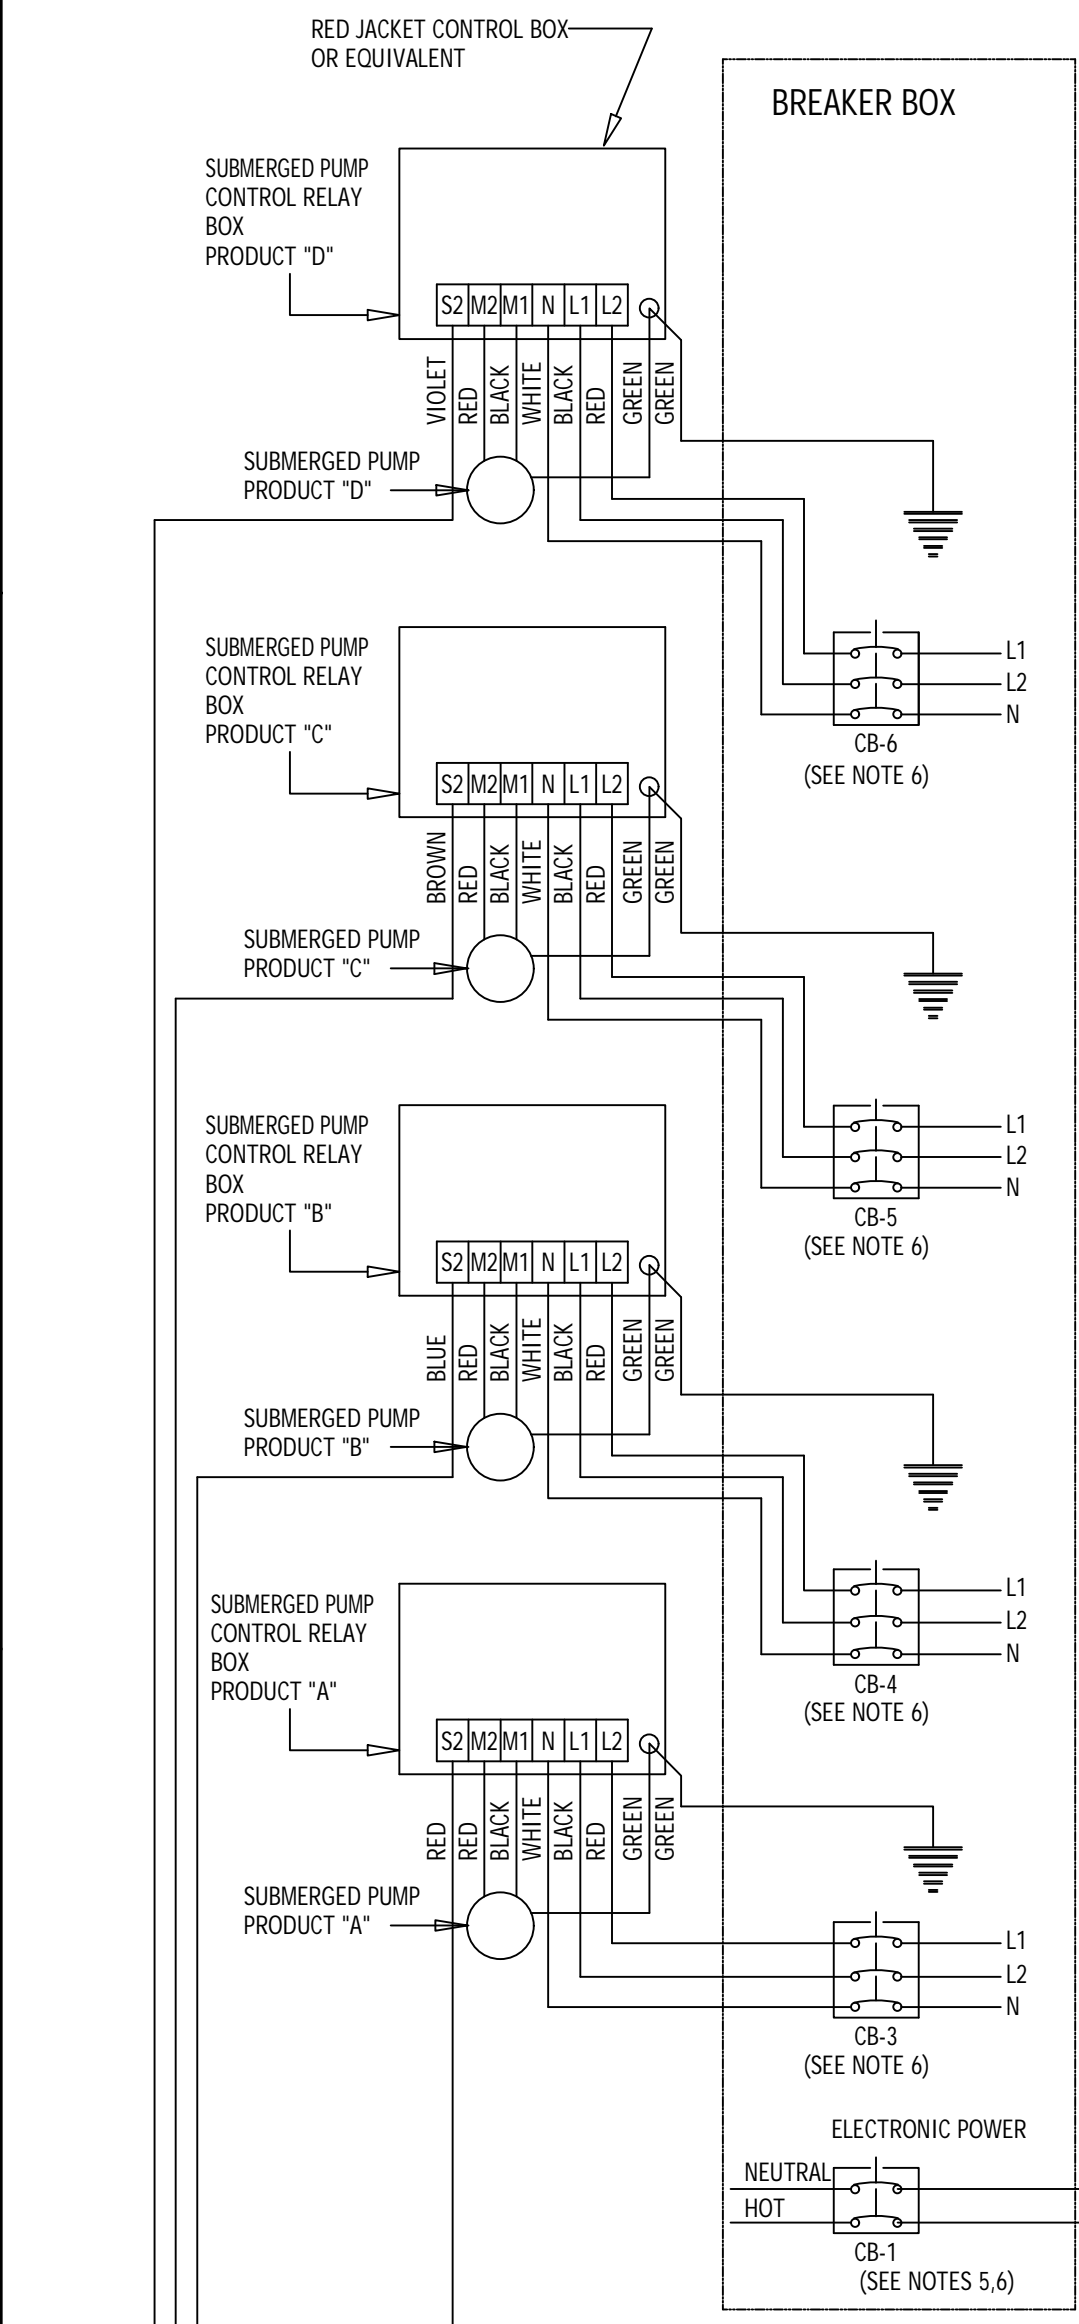 RED JACKET CONTROL BOX
OR EQUIVALENT
BREAKER BOX
SUBMERGED PUMP
CONTROL RELAY
BOX
PRODUCT "D"
S2 M2 M1 N L1 L2
VIOLET RED BLACK WHITE BLACK RED GREEN GREEN
SUBMERGED PUMP
PRODUCT "D"
L1
L2
N
CB-6
(SEE NOTE 6)
SUBMERGED PUMP
CONTROL RELAY
BOX
PRODUCT "C"
S2 M2 M1 N L1 L2
BROWN RED BLACK WHITE BLACK RED GREEN GREEN
SUBMERGED PUMP
PRODUCT "C"
L1
L2
N
CB-5
(SEE NOTE 6)
SUBMERGED PUMP
CONTROL RELAY
BOX
PRODUCT "B"
S2 M2 M1 N L1 L2
BLUE RED BLACK WHITE BLACK RED GREEN GREEN
SUBMERGED PUMP
PRODUCT "B"
L1
L2
N
CB-4
(SEE NOTE 6)
SUBMERGED PUMP
CONTROL RELAY
BOX
PRODUCT "A"
S2 M2 M1 N L1 L2
RED RED BLACK WHITE BLACK RED GREEN GREEN
SUBMERGED PUMP
PRODUCT "A"
L1
L2
N
CB-3
(SEE NOTE 6)
ELECTRONIC POWER
NEUTRAL
HOT
CB-1
(SEE NOTES 5,6)